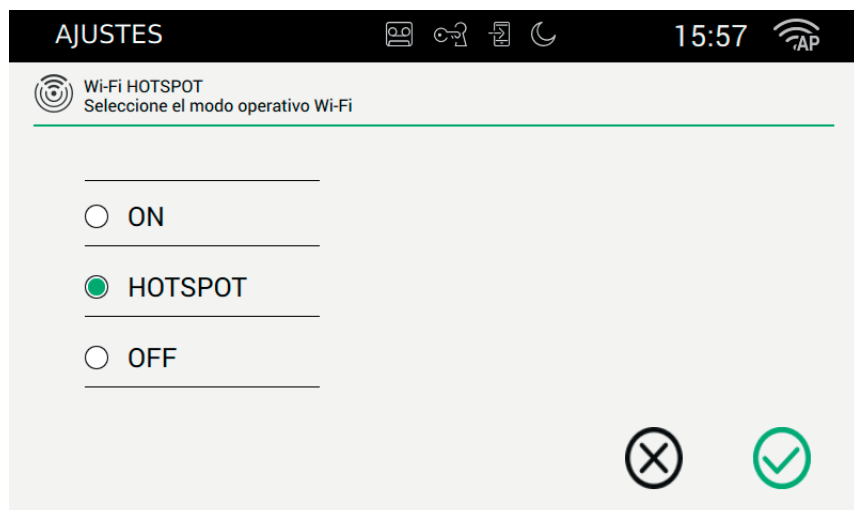 AJUSTES 15:57 AP
Wi-Fi HOTSPOT
Seleccione el modo operativo Wi-Fi
ON
HOTSPOT
OFF